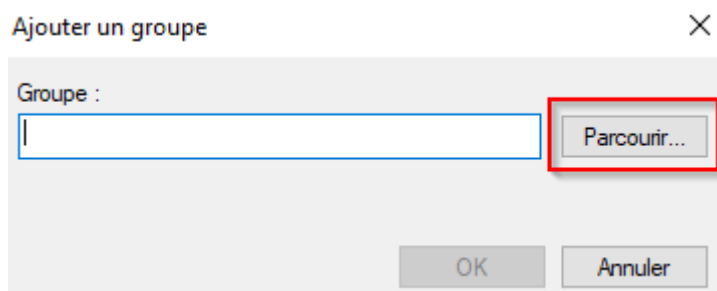 Ajouter un groupe
Groupe :
Parcourir...
OK
Annuler